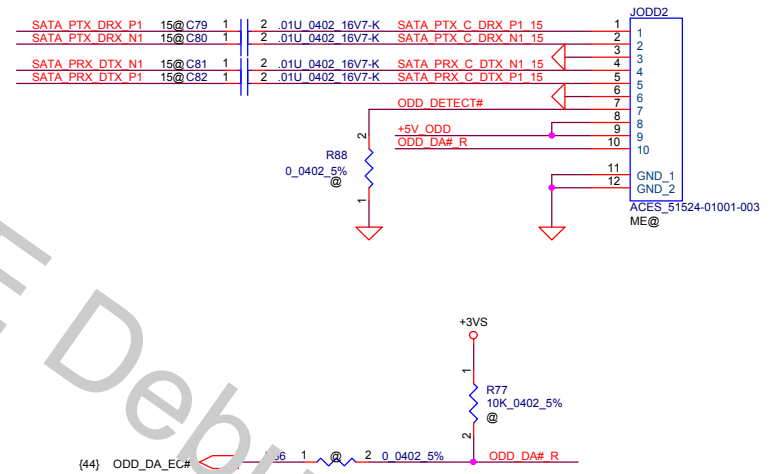 JODD2
SATA_PTX_DRX_P1 15@ C79 1 2 .01U_0402_16V7-K SATA_PTX_C_DRX_P1_15 1 1
SATA_PTX_DRX_N1 15@ C80 1 2 .01U_0402_16V7-K SATA_PTX_C_DRX_N1_15 2 2
3 3
SATA_PRX_DTX_N1 15@ C81 1 2 .01U_0402_16V7-K SATA_PRX_C_DTX_N1_15 4 4
SATA_PRX_DTX_P1 15@ C82 1 2 .01U_0402_16V7-K SATA_PRX_C_DTX_P1_15 5 5
6 6
ODD_DETECT# 7 7
8 8
+5V_ODD 9 9
ODD_DA#_R 10 10
2
R88
0_0402_5%
@
1
11 GND_1
12 GND_2
ACES_51524-01001-003
ME@
+3VS
1
R77
10K_0402_5%
@
2
{44} ODD_DA_EC# 1 @ 2 0_0402_5% ODD_DA#_R